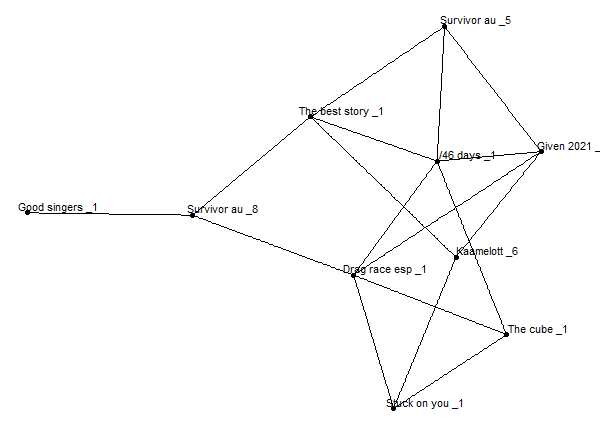 Survivor au _5
The best story _1
/46 days _1
Given 2021 _
Good singers _1
Survivor au _8
Kaamelott _6
Drag race esp _1
The cube _1
Stuck on you _1